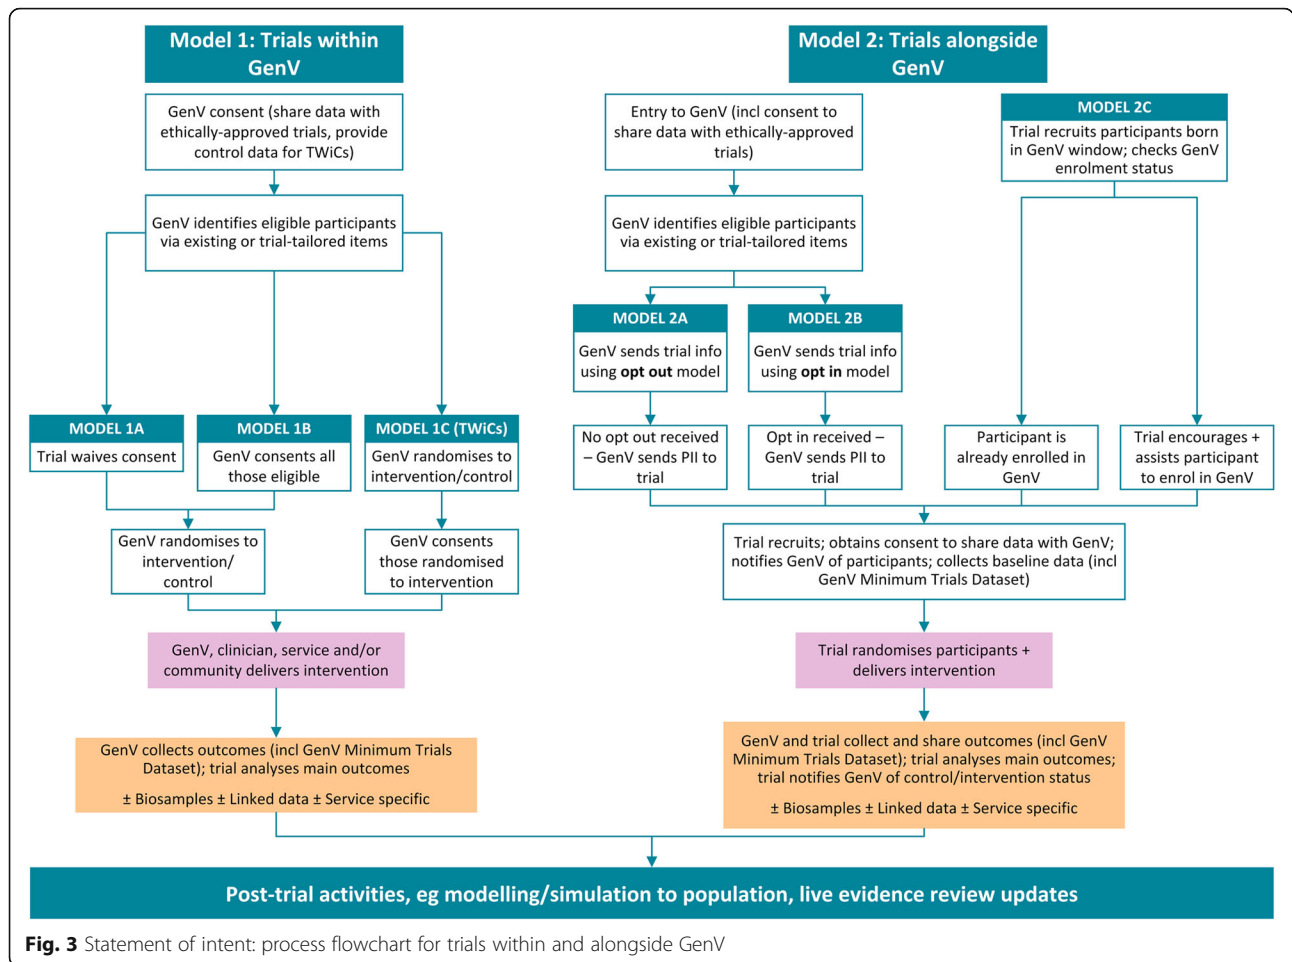 Model 1: Trials within
GenV
GenV consent (share data with
ethically-approved trials, provide
control data for TWiCs)
GenV identifies eligible participants
via existing or trial-tailored items
MODEL 1A
Trial waives consent
MODEL 1B
GenV consents all
those eligible
MODEL 1C (TWiCs)
GenV randomises to
intervention/control
GenV randomises to
intervention/
control
GenV consents
those randomised
to intervention
GenV, clinician, service and/or
community delivers intervention
GenV collects outcomes (incl GenV Minimum Trials
Dataset); trial analyses main outcomes
± Biosamples ± Linked data ± Service specific
Model 2: Trials alongside
GenV
Entry to GenV (incl consent to
share data with ethically-approved
trials)
GenV identifies eligible participants
via existing or trial-tailored items
MODEL 2A
GenV sends trial info
using opt out model
MODEL 2B
GenV sends trial info
using opt in model
MODEL 2C
Trial recruits participants born
in GenV window; checks GenV
enrolment status
No opt out received
– GenV sends PII to
trial
Opt in received –
GenV sends PII to
trial
Participant is
already enrolled in
GenV
Trial encourages +
assists participant
to enrol in GenV
Trial recruits; obtains consent to share data with GenV;
notifies GenV of participants; collects baseline data (incl
GenV Minimum Trials Dataset)
Trial randomises participants +
delivers intervention
GenV and trial collect and share outcomes (incl GenV
Minimum Trials Dataset); trial analyses main outcomes;
trial notifies GenV of control/intervention status
± Biosamples ± Linked data ± Service specific
Post-trial activities, eg modelling/simulation to population, live evidence review updates
Fig. 3 Statement of intent: process flowchart for trials within and alongside GenV